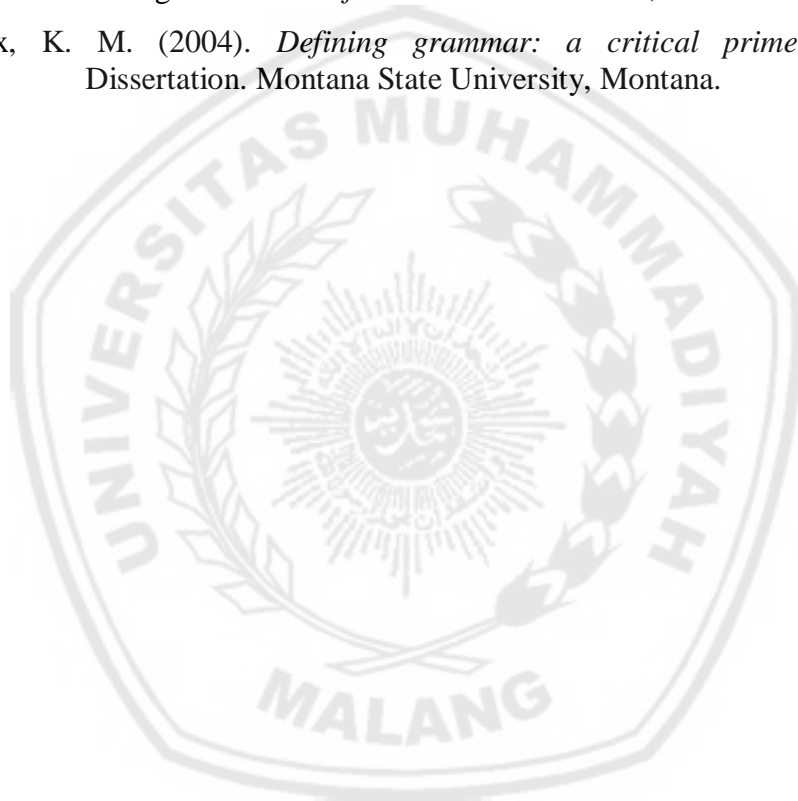 x, K. M. (2004). Defining grammar: a critical prime
Dissertation. Montana State University, Montana.
UNIVERSITAS MUHAMMADIYAH
MALANG